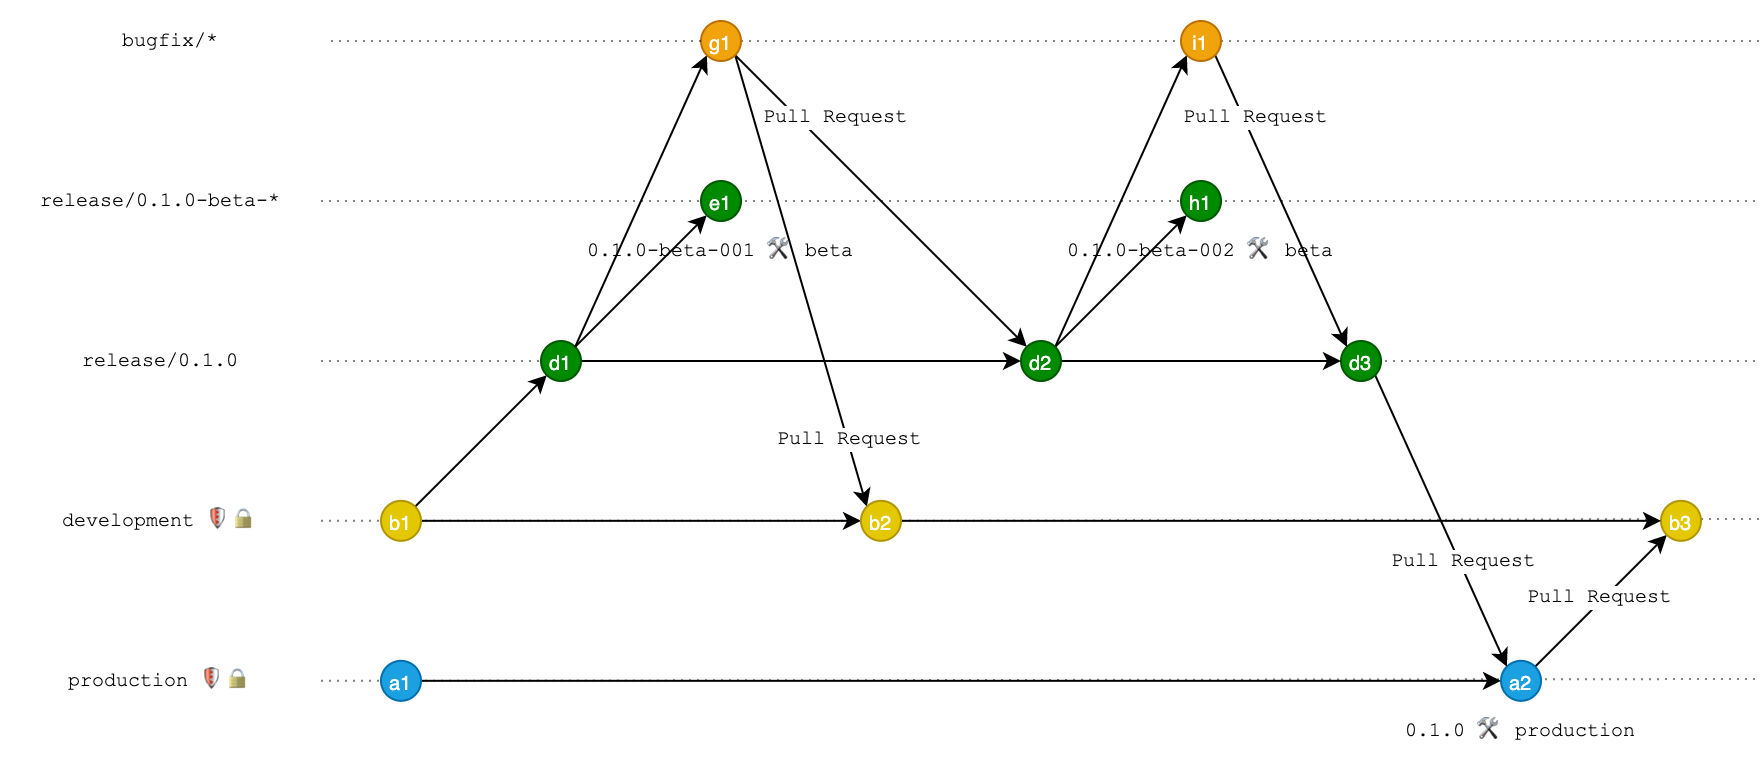 bugfix/*
g1
i1
Pull Request
Pull Request
release/0.1.0-beta-*
e1
h1
0.1.0-beta-001 🛠 beta
0.1.0-beta-002 🛠 beta
release/0.1.0
d1
d2
d3
Pull Request
development
b1
b2
b3
Pull Request
Pull Request
production
a1
a2
0.1.0 🛠 production